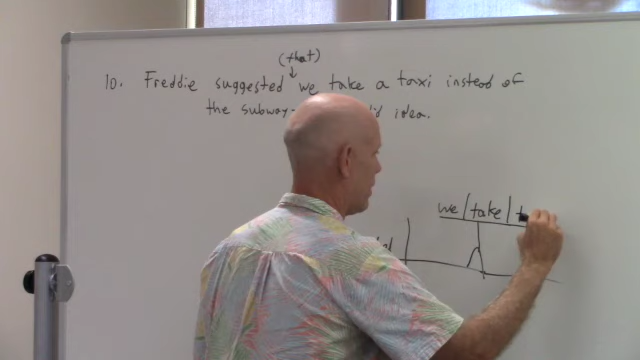 (that)
10. Freddie suggested we take a taxi instead of
the subway- idea.
we take t